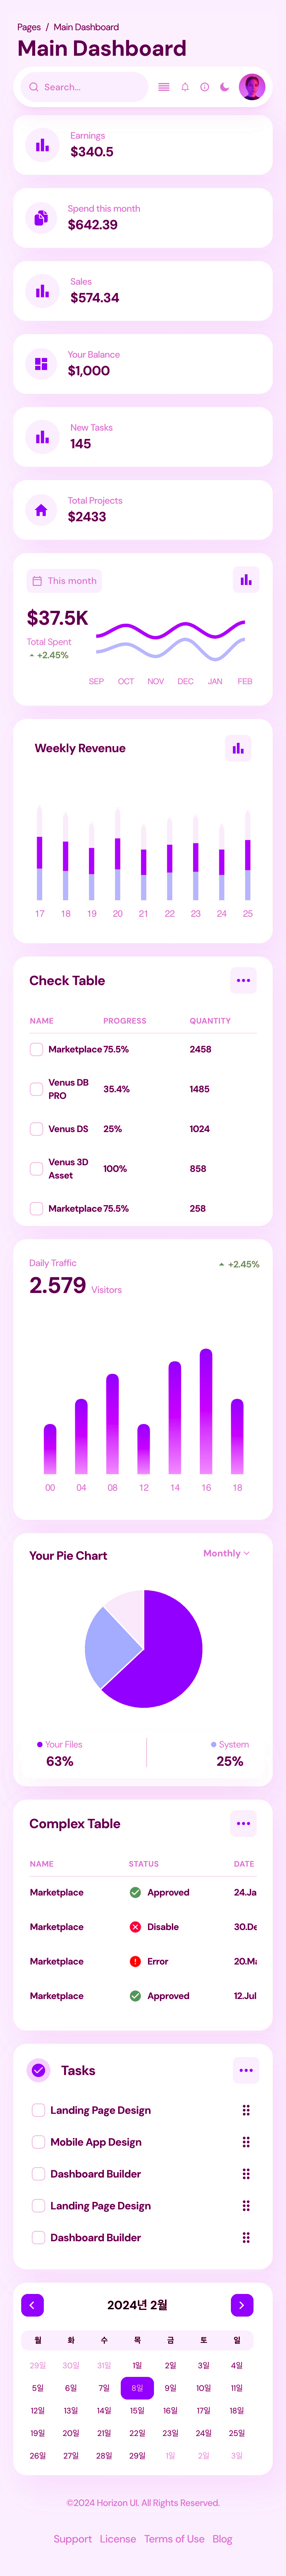 Pages / Main Dashboard
Main Dashboard
Search...
Earnings
$340.5
Spend this month
$642.39
Sales
$574.34
Your Balance
$1,000
New Tasks
145
Total Projects
$2433
This month
$37.5K
Total Spent
+2.45%
SEP OCT NOV DEC JAN FEB
Weekly Revenue
17 18 19 20 21 22 23 24 25
Check Table
NAME PROGRESS QUANTITY
Marketplace 75.5% 2458
Venus DB
PRO
35.4% 1485
Venus DS 25% 1024
Venus 3D
Asset
100% 858
Marketplace 75.5% 258
Daily Traffic
+2.45%
2.579 Visitors
00 04 08 12 14 16 18
Your Pie Chart Monthly
Your Files System
63% 25%
Complex Table
NAME STATUS DATE
Marketplace Approved 24.Ja
Marketplace Disable 30.De
Marketplace Error 20.Ma
Marketplace Approved 12.Jul
Tasks
Landing Page Design
Mobile App Design
Dashboard Builder
Landing Page Design
Dashboard Builder
2024년 2월
월 화 수 목 금 토 일
29일 30일 31일 1일 2일 3일 4일
5일 6일 7일 8일 9일 10일 11일
12일 13일 14일 15일 16일 17일 18일
19일 20일 21일 22일 23일 24일 25일
26일 27일 28일 29일 1일 2일 3일
©2024 Horizon UI. All Rights Reserved.
Support License Terms of Use Blog